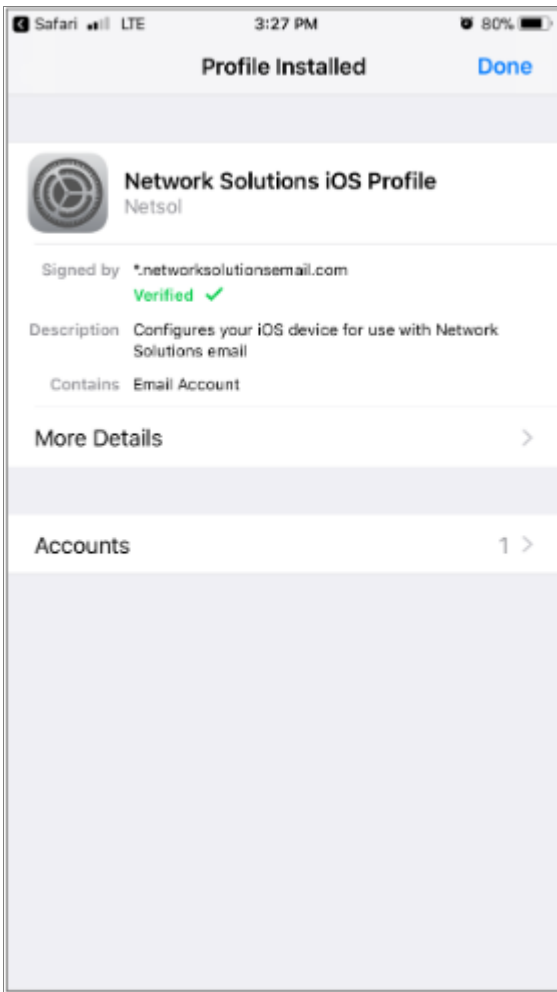 Safari LTE 3:27 PM 80%
Profile Installed Done
Network Solutions iOS Profile
Netsol
Signed by *.networksolutionsemail.com
Verified ✓
Description Configures your iOS device for use with Network
Solutions email
Contains Email Account
More Details
Accounts 1